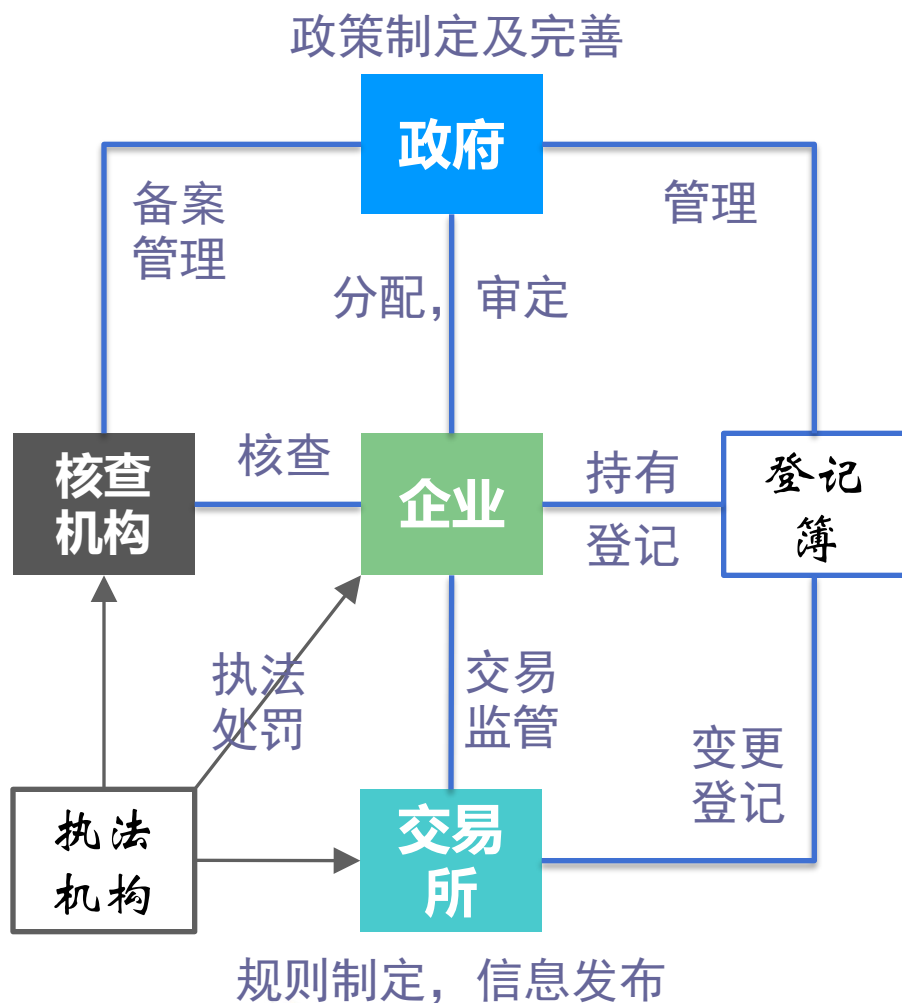 政策制定及完善
政府
备案
管理
管理
分配，审定
核查
机构
核查
企业
持有
登记
登记
簿
执法
处罚
交易
监管
变更
登记
执法
机构
交易
所
规则制定，信息发布